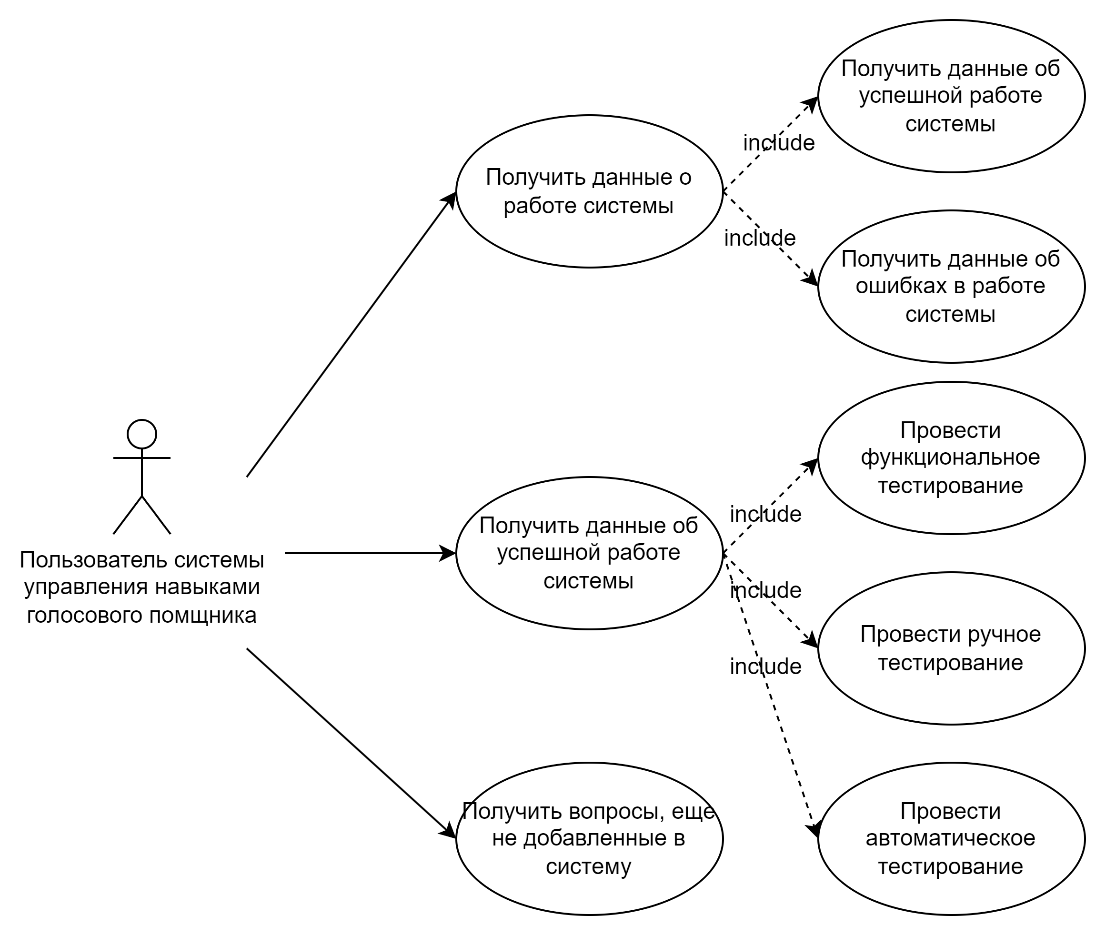 Получить данные об
успешной работе
системы
include
Получить данные о
работе системы
include
Получить данные об
ошибках в работе
системы
Провести
функциональное
тестирование
include
Получить данные об
успешной работе
системы
Пользователь системы
управления навыками
голосового помщника
include
Провести ручное
тестирование
include
Получить вопросы, еще
не добавленные в
систему
Провести
автоматическое
тестирование